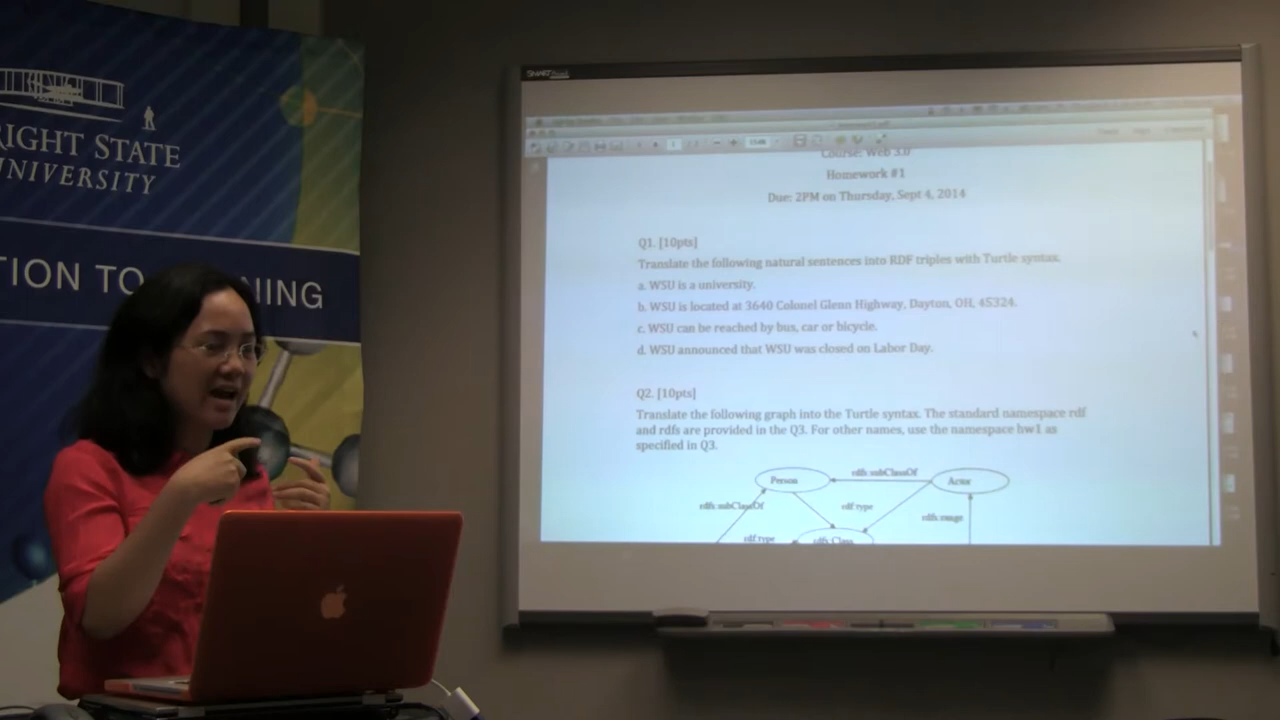 RIGHT STATE
UNIVERSITY
TION TO
NING
SMART
Course: Web 3.0
Homework #1
Due: 2PM on Thursday, Sept 4, 2014
Q1. [10pts]
Translate the following natural sentences into RDF triples with Turtle syntax.
a. WSU is a university.
b. WSU is located at 3640 Colonel Glenn Highway, Dayton, OH, 45324.
c. WSU can be reached by bus, car or bicycle.
d. WSU announced that WSU was closed on Labor Day.
Q2. [10pts]
Translate the following graph into the Turtle syntax. The standard namespace rdf
and rdfs are provided in the Q3. For other names, use the namespace hw1 as
specified in Q3.
rdfs:subClassOf
Person
Actor
rdfs:subClassOf
rdf:type
rdfs:range
rdf:type
rdfs:Class